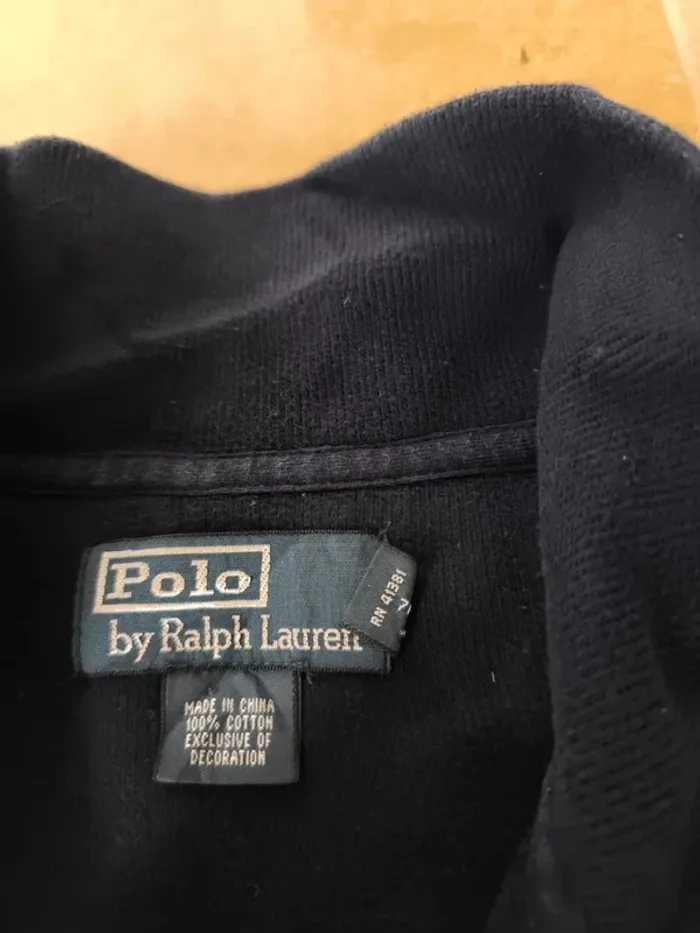 Polo
by Ralph Lauren
RN 41381
MADE IN CHINA
100% COTTON
EXCLUSIVE OF
DECORATION